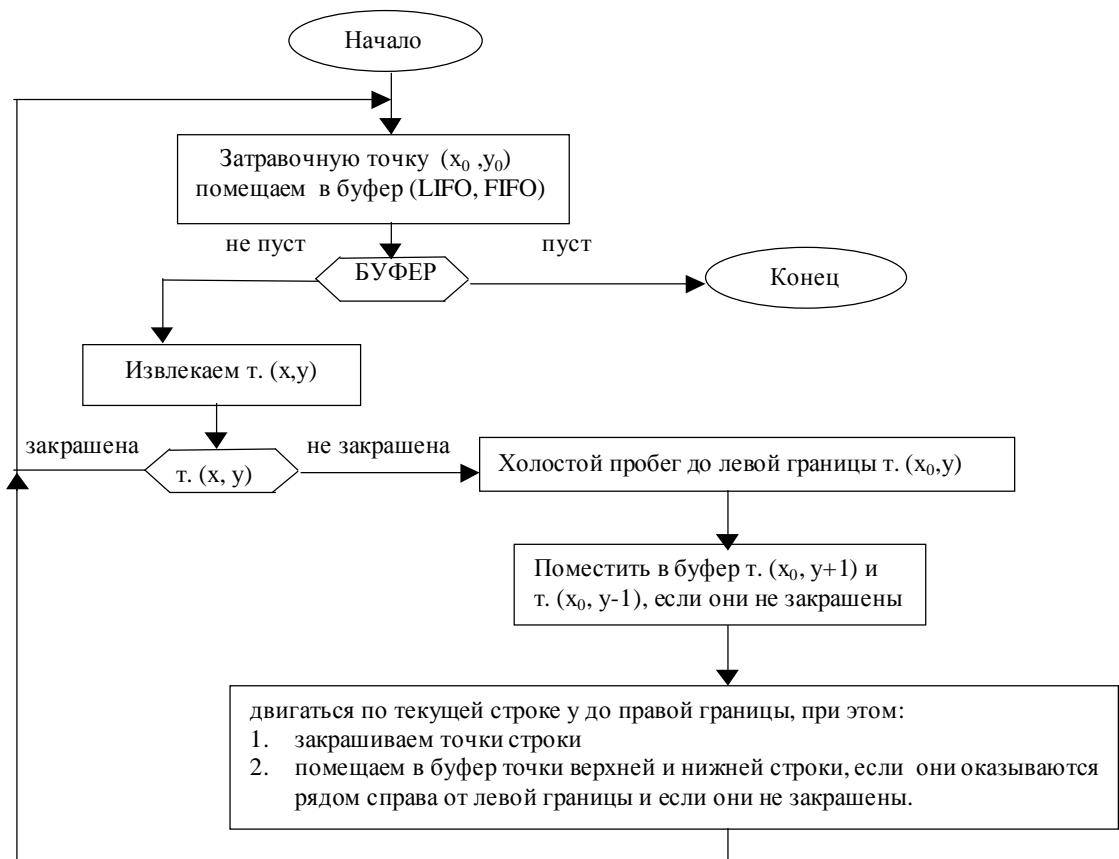 Начало
Затравочную точку (x₀ ,y₀)
помещаем в буфер (LIFO, FIFO)
не пуст
пуст
БУФЕР
Конец
Извлекаем т. (x,y)
закрашена
не закрашена
т. (x, y)
Холостой пробег до левой границы т. (x₀,y)
Поместить в буфер т. (x₀, y+1) и
т. (x₀, y-1), если они не закрашены
двигаться по текущей строке y до правой границы, при этом:
1. закрашиваем точки строки
2. помещаем в буфер точки верхней и нижней строки, если они оказываются
рядом справа от левой границы и если они не закрашены.